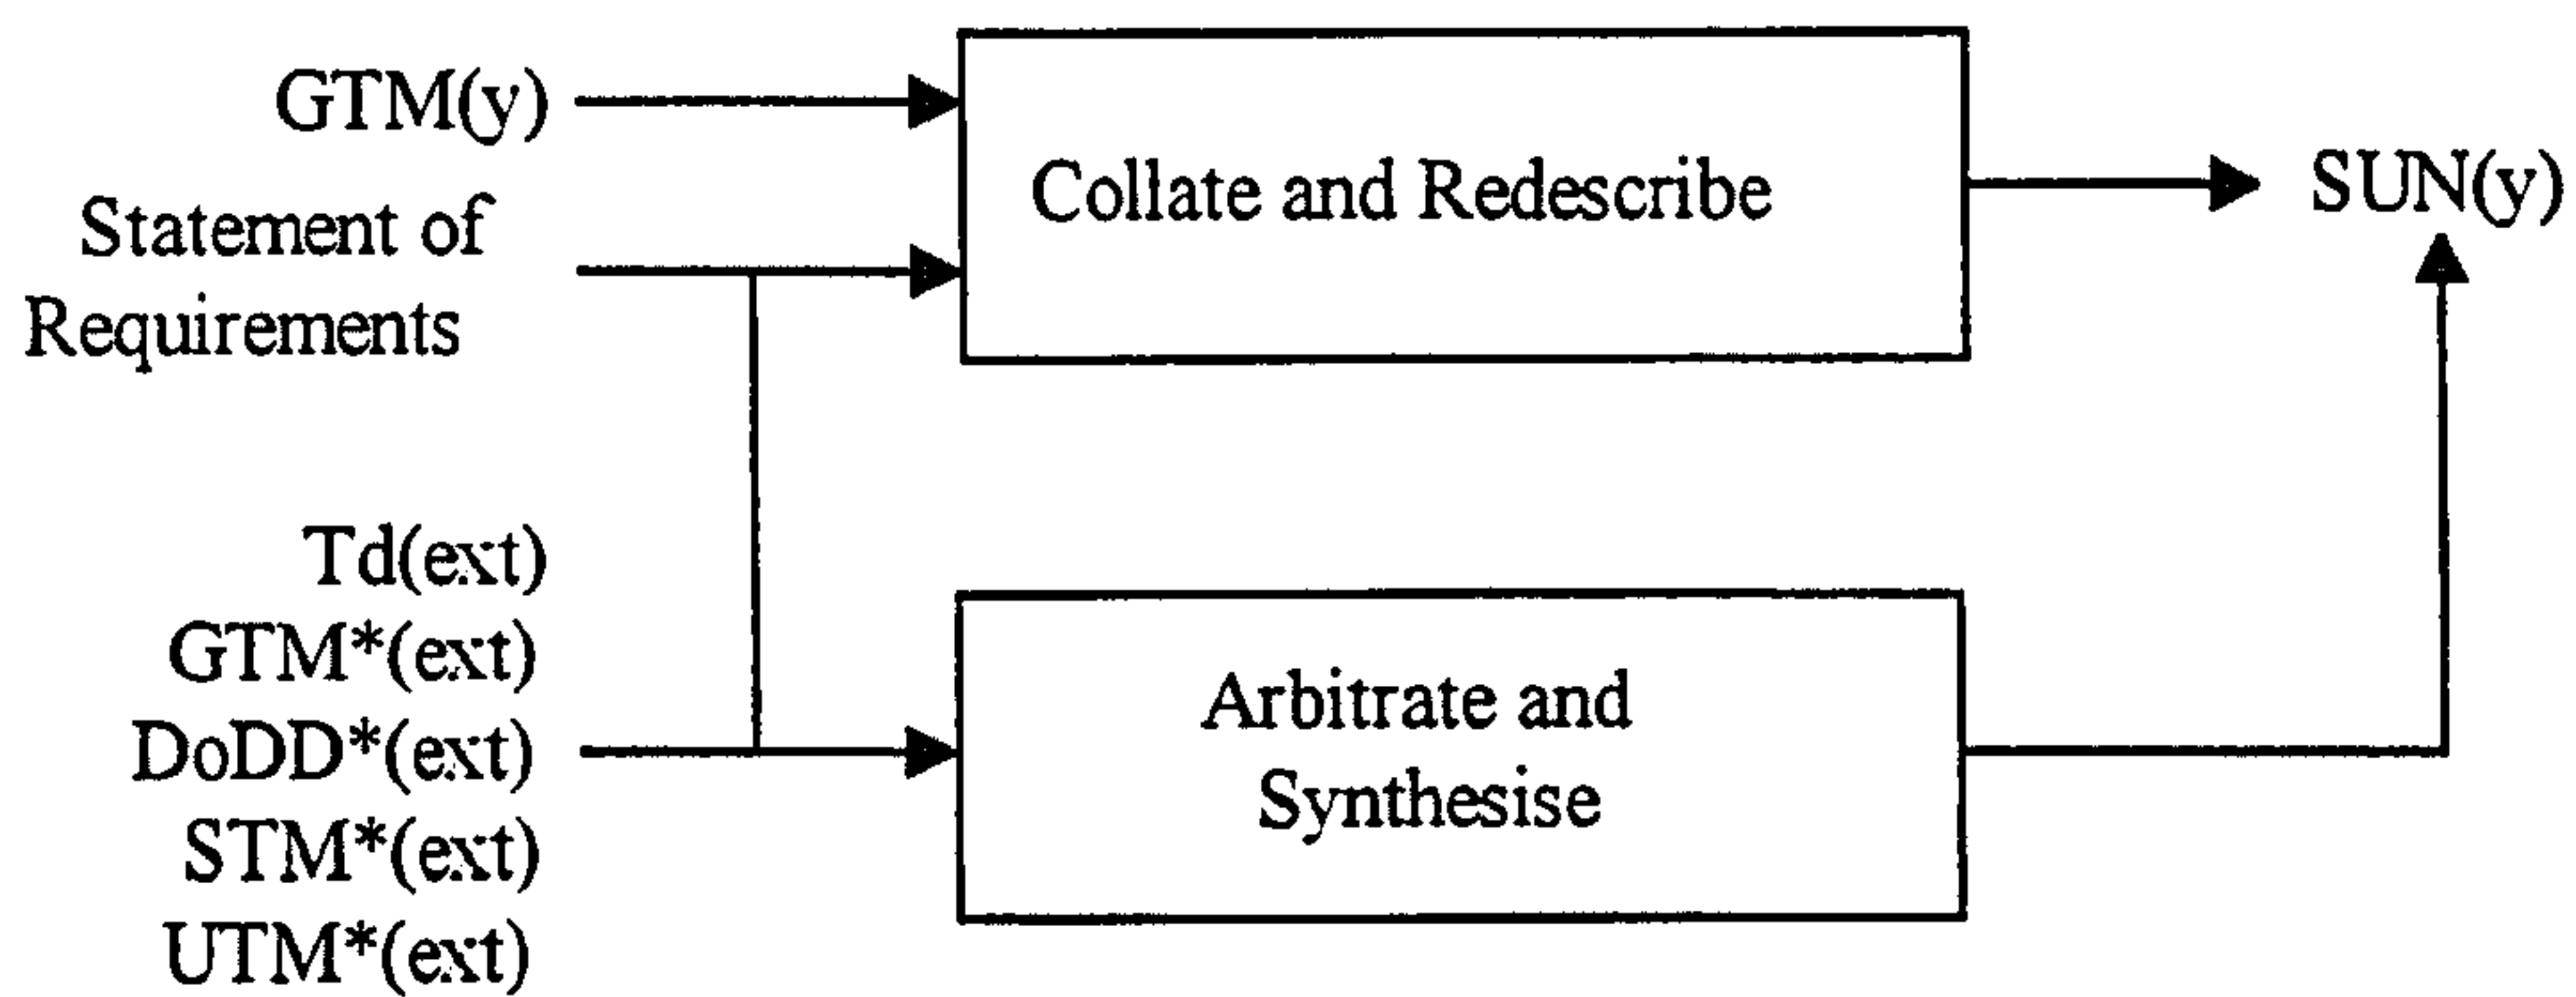 GTM(y)
Statement of
Requirements
Collate and Redescribe
SUN(y)
Td(ext)
GTM*(ext)
DoDD*(ext)
STM*(ext)
UTM*(ext)
Arbitrate and
Synthesise